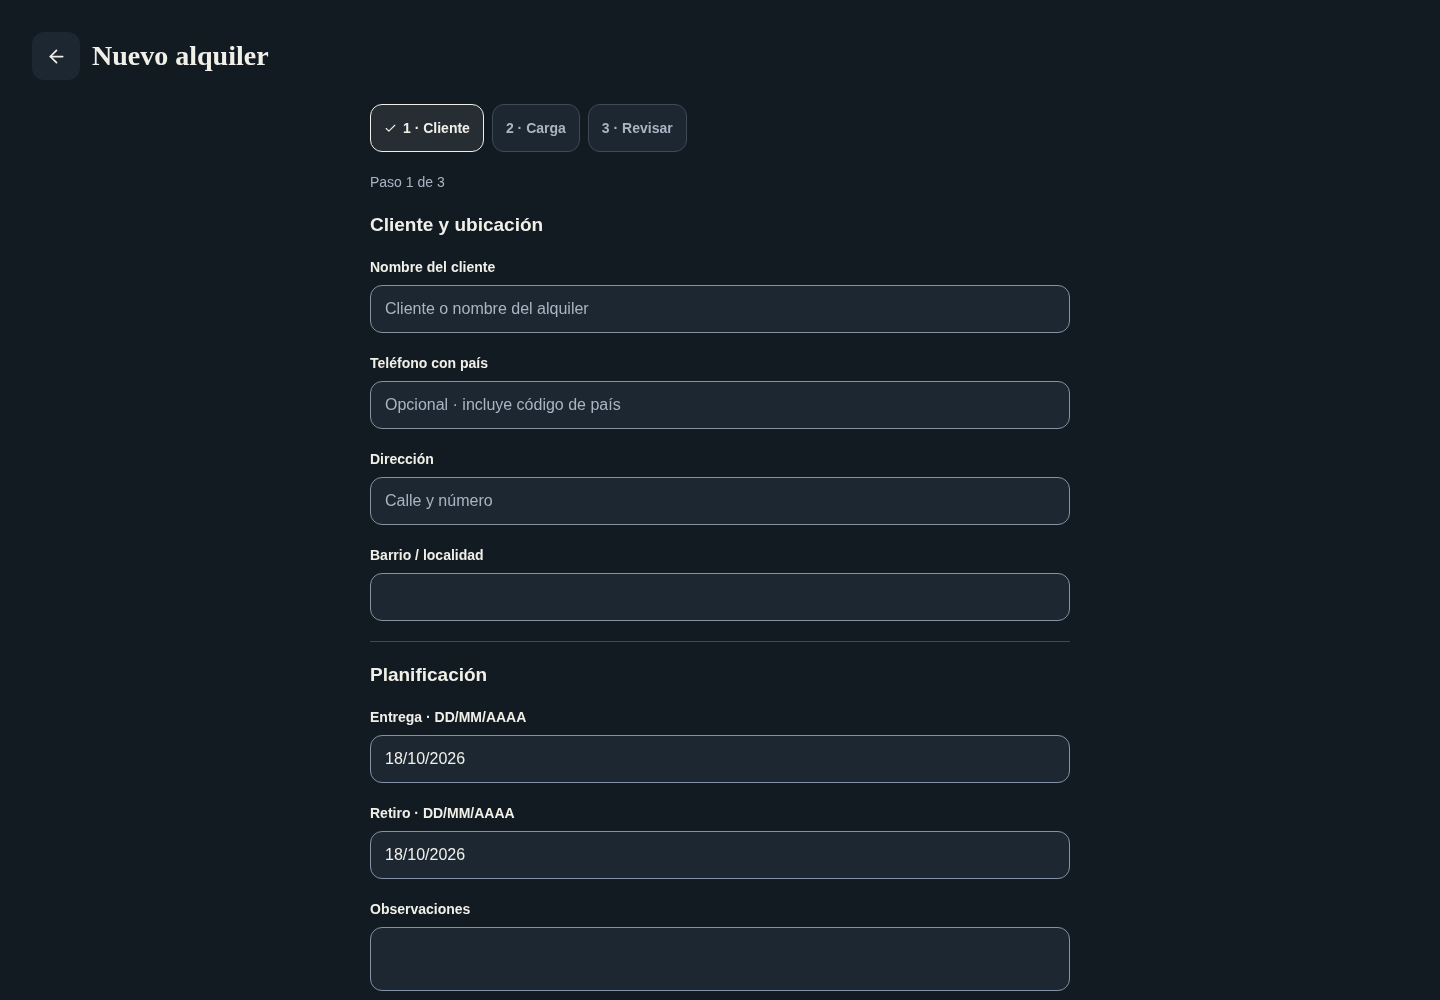 Nuevo alquiler
1 · Cliente
2 · Carga
3 · Revisar
Paso 1 de 3
Cliente y ubicación
Nombre del cliente
Cliente o nombre del alquiler
Teléfono con país
Opcional · incluye código de país
Dirección
Calle y número
Barrio / localidad
Planificación
Entrega · DD/MM/AAAA
18/10/2026
Retiro · DD/MM/AAAA
18/10/2026
Observaciones